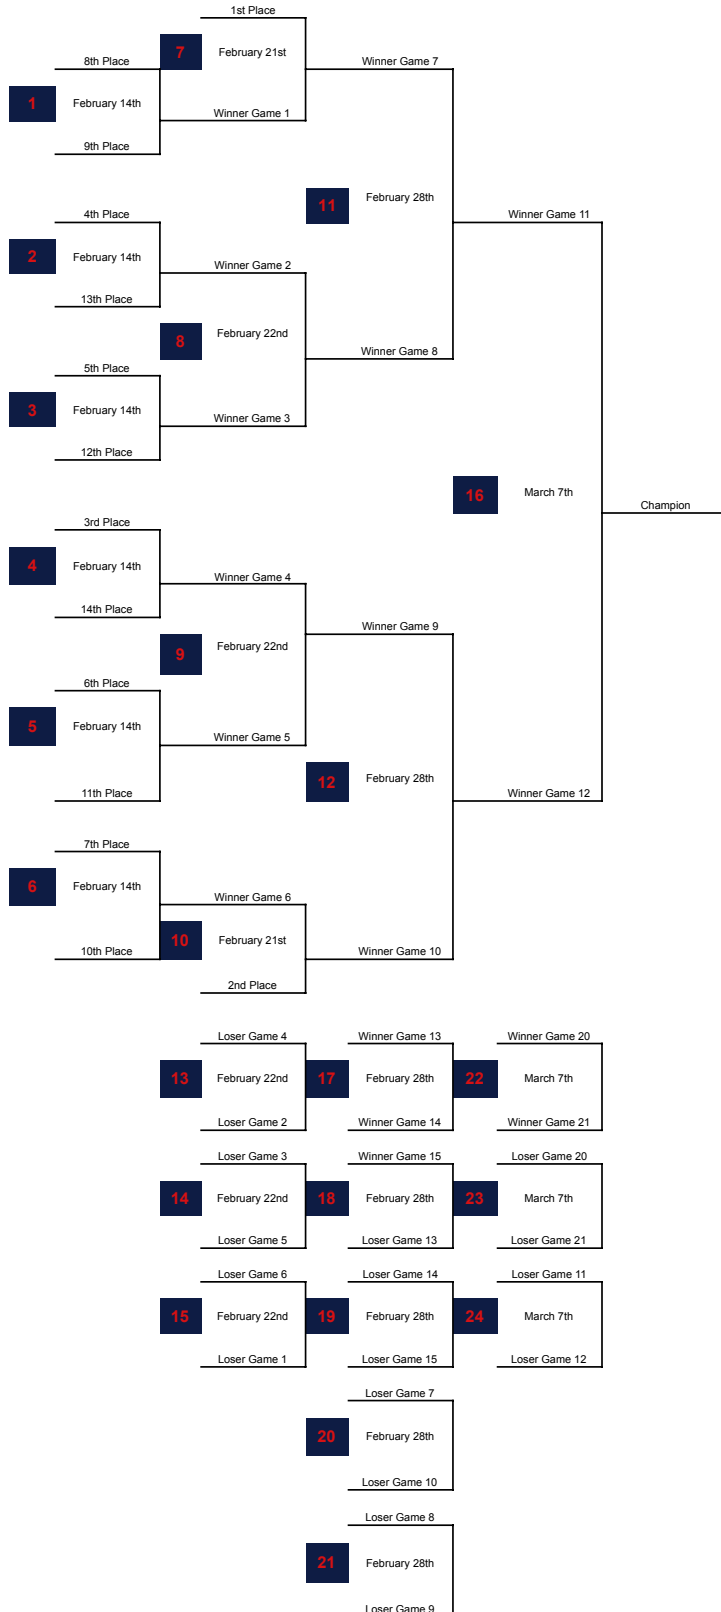 1st Place
7
February 21st
8th Place
Winner Game 7
1
February 14th
Winner Game 1
9th Place
11
February 28th
4th Place
Winner Game 11
2
February 14th
Winner Game 2
13th Place
8
February 22nd
Winner Game 8
5th Place
3
February 14th
Winner Game 3
12th Place
16
March 7th
Champion
3rd Place
4
February 14th
Winner Game 4
14th Place
Winner Game 9
9
February 22nd
6th Place
5
February 14th
Winner Game 5
12
February 28th
11th Place
Winner Game 12
7th Place
6
February 14th
Winner Game 6
10
February 21st
10th Place
Winner Game 10
2nd Place
Loser Game 4
Winner Game 13
Winner Game 20
13
February 22nd
17
February 28th
22
March 7th
Loser Game 2
Winner Game 14
Winner Game 21
Loser Game 3
Winner Game 15
Loser Game 20
14
February 22nd
18
February 28th
23
March 7th
Loser Game 5
Loser Game 13
Loser Game 21
Loser Game 6
Loser Game 14
Loser Game 11
15
February 22nd
19
February 28th
24
March 7th
Loser Game 1
Loser Game 15
Loser Game 12
Loser Game 7
20
February 28th
Loser Game 10
Loser Game 8
21
February 28th
Loser Game 9